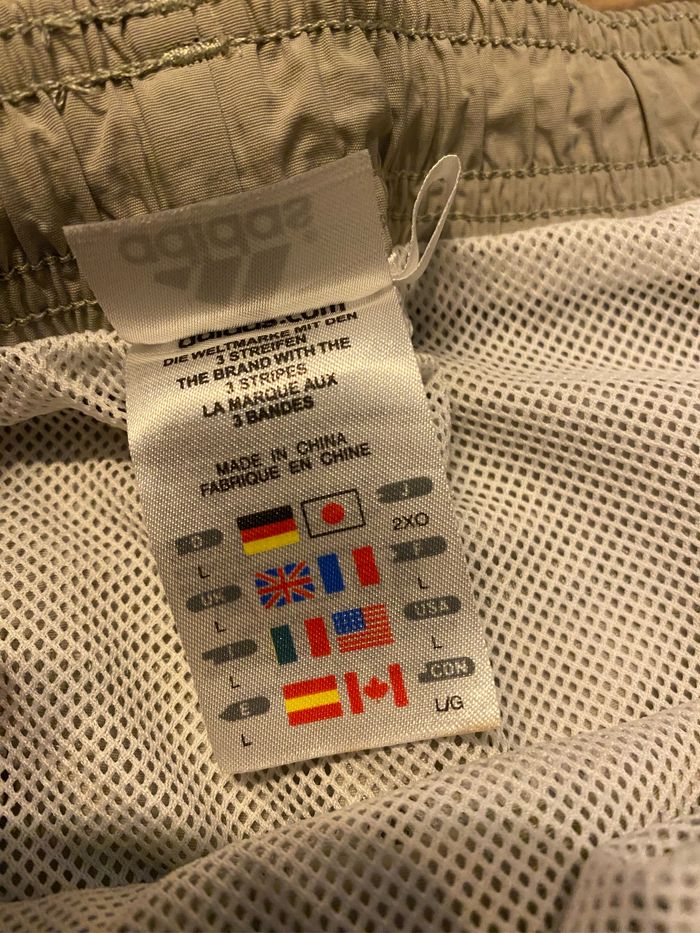 adidas
adidas.com
DIE WELTMARKE MIT DEN
3 STREIFEN
THE BRAND WITH THE
3 STRIPES
LA MARQUE AUX
3 BANDES
MADE IN CHINA
FABRIQUE EN CHINE
D J
L 2XO
UK F
L L
I USA
L L
E CDN
L L/G